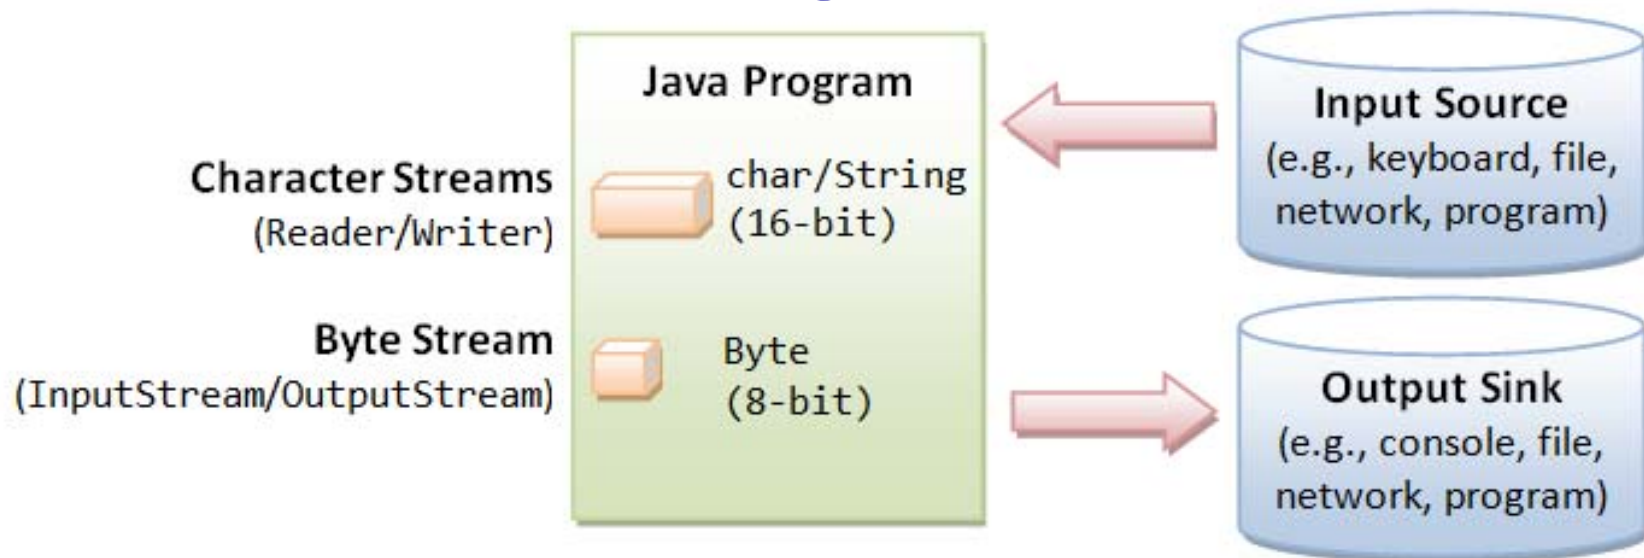 Java Program
Character Streams
(Reader/Writer)
char/String
(16-bit)
Byte Stream
(InputStream/OutputStream)
Byte
(8-bit)
Input Source
(e.g., keyboard, file,
network, program)
Output Sink
(e.g., console, file,
network, program)